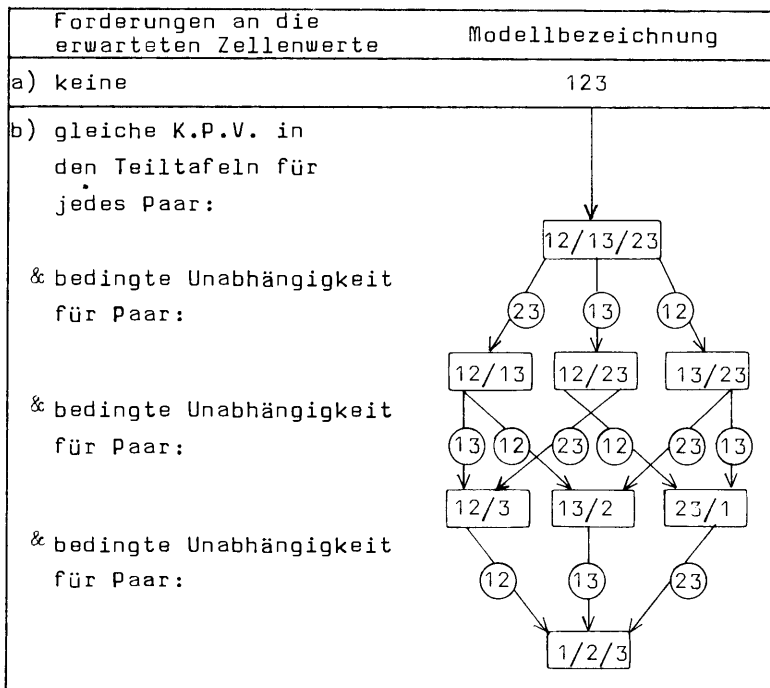 Forderungen an die
erwarteten Zellenwerte
Modellbezeichnung
a) keine
123
b) gleiche K.P.V. in
den Teiltafeln für
jedes Paar:
12/13/23
& bedingte Unabhängigkeit
für Paar:
23 13 12
12/13 12/23 13/23
& bedingte Unabhängigkeit
für Paar:
13 12 23 12 23 13
12/3 13/2 23/1
& bedingte Unabhängigkeit
für Paar:
12 13 23
1/2/3